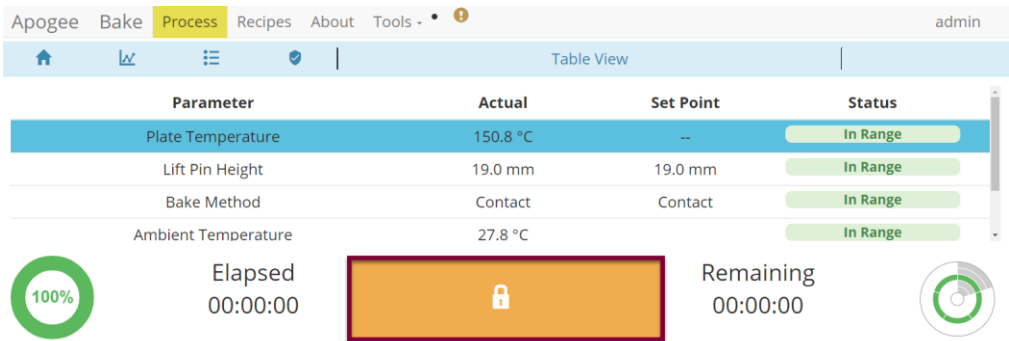 Apogee Bake Process Recipes About Tools admin
Table View
Parameter Actual Set Point Status
Plate Temperature 150.8 °C -- In Range
Lift Pin Height 19.0 mm 19.0 mm In Range
Bake Method Contact Contact In Range
Ambient Temperature 27.8 °C In Range
Elapsed Remaining
100% 00:00:00 00:00:00